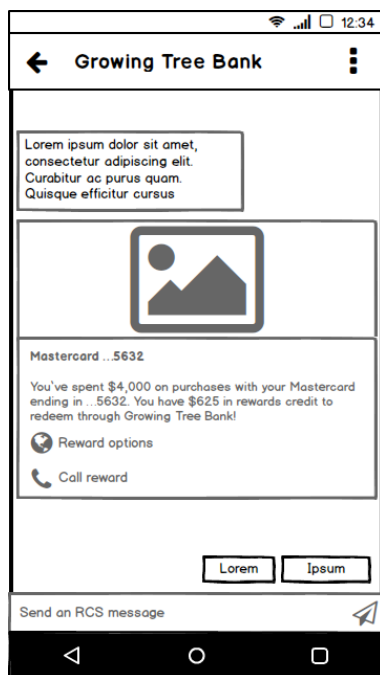 12:34
Growing Tree Bank
Lorem ipsum dolor sit amet,
consectetur adipiscing elit.
Curabitur ac purus quam.
Quisque efficitur cursus
Mastercard ...5632
You've spent $4,000 on purchases with your Mastercard
ending in ...5632. You have $625 in rewards credit to
redeem through Growing Tree Bank!
Reward options
Call reward
Lorem
Ipsum
Send an RCS message